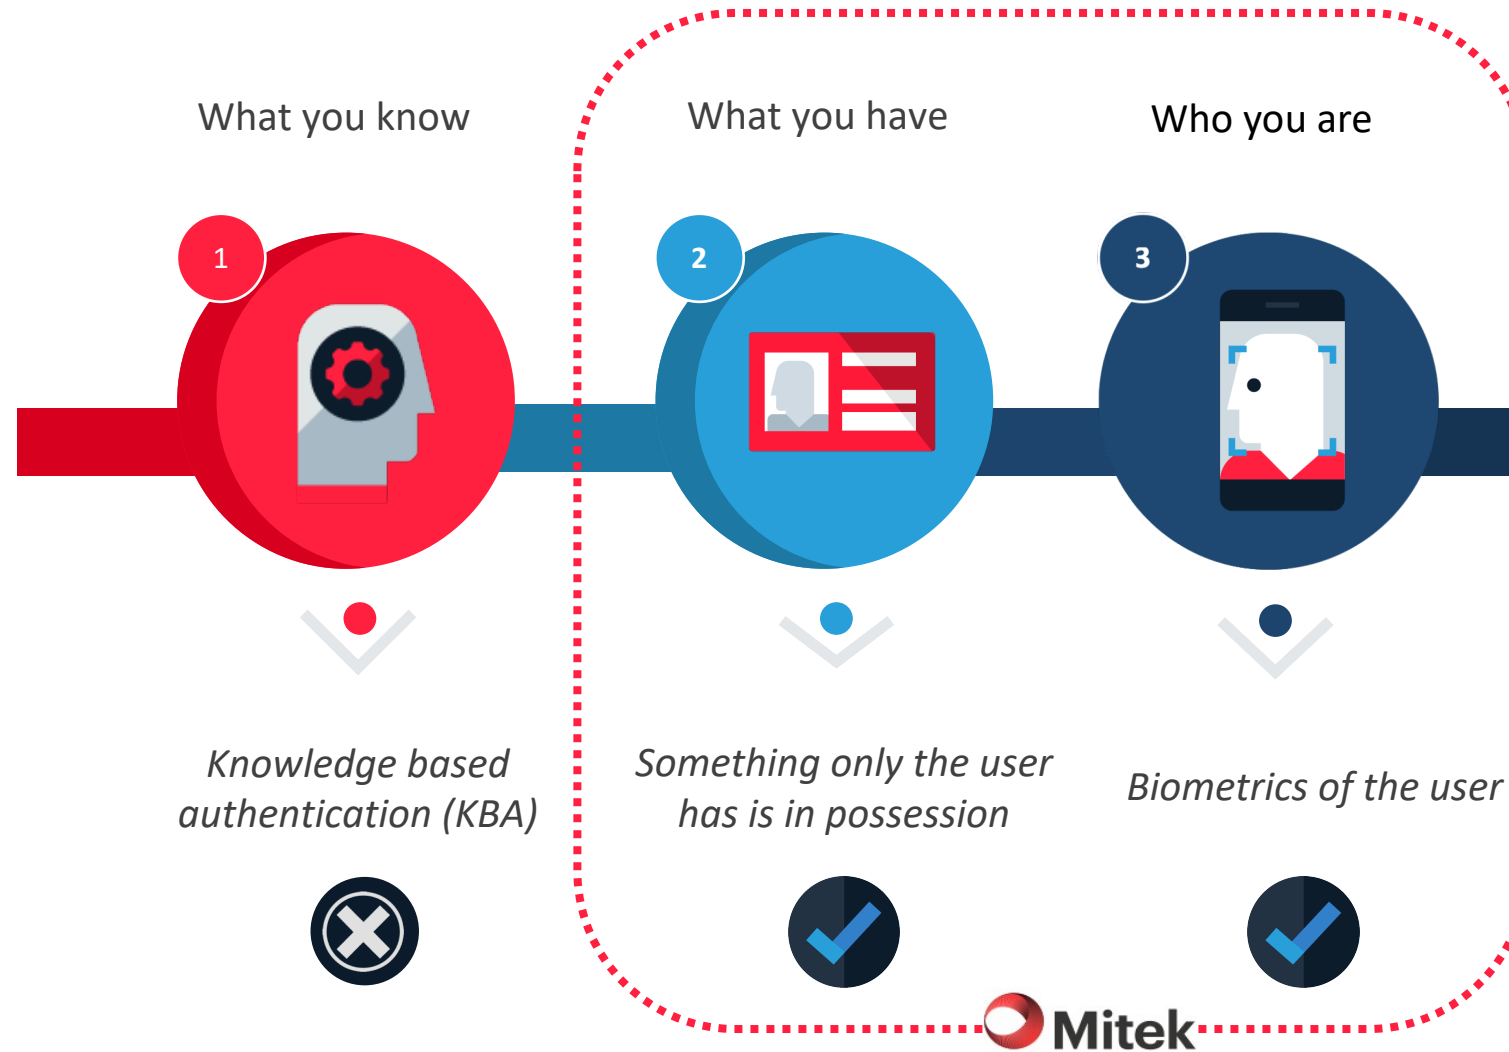 What you know
What you have
Who you are
1
2
3
Knowledge based
authentication (KBA)
Something only the user
has is in possession
Biometrics of the user
Mitek